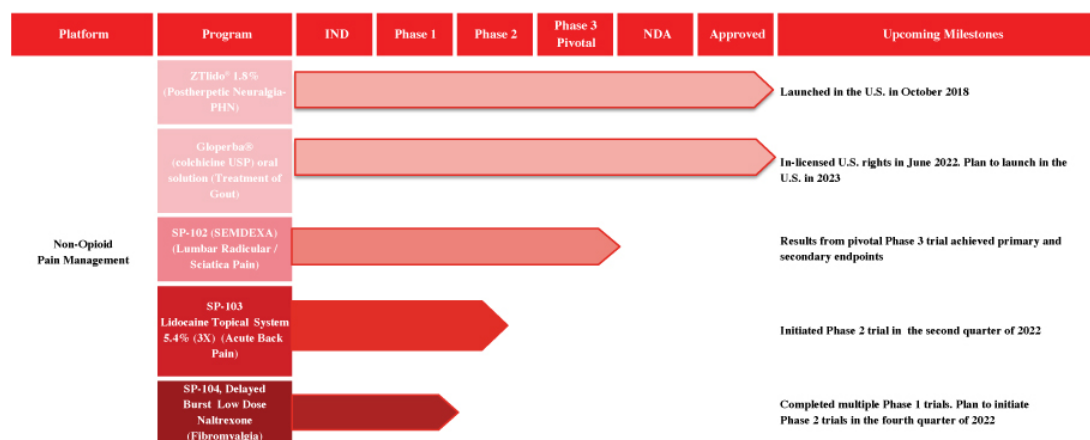 Platform
Program
IND
Phase 1
Phase 2
Phase 3
Pivotal
NDA
Approved
Upcoming Milestones
Non-Opioid
Pain Management
ZTlido® 1.8%
(Postherpetic Neuralgia-
PHN)
Launched in the U.S. in October 2018
Gloperba®
(colchicine USP) oral
solution (Treatment of
Gout)
In-licensed U.S. rights in June 2022. Plan to launch in the
U.S. in 2023
SP-102 (SEMDEXA)
(Lumbar Radicular /
Sciatica Pain)
Results from pivotal Phase 3 trial achieved primary and
secondary endpoints
SP-103
Lidocaine Topical System
5.4% (3X) (Acute Back
Pain)
Initiated Phase 2 trial in the second quarter of 2022
SP-104, Delayed
Burst Low Dose
Naltrexone
(Fibromyalgia)
Completed multiple Phase 1 trials. Plan to initiate
Phase 2 trials in the fourth quarter of 2022